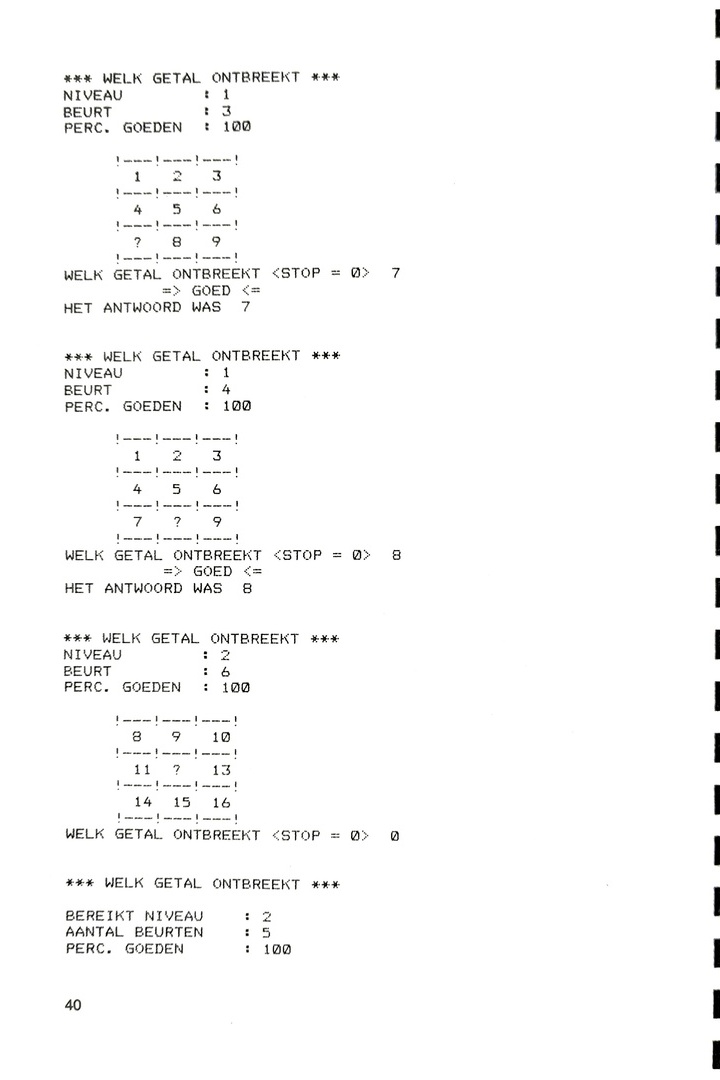 *** WELK GETAL ONTBREEKT ***
NIVEAU        : 1
BEURT         : 3
PERC. GOEDEN  : 100
!---!---!---!
1   2   3
!---!---!---!
4   5   6
!---!---!---!
?   8   9
!---!---!---!
WELK GETAL ONTBREEKT <STOP = 0>  7
=> GOED <=
HET ANTWOORD WAS  7
*** WELK GETAL ONTBREEKT ***
NIVEAU        : 1
BEURT         : 4
PERC. GOEDEN  : 100
!---!---!---!
1   2   3
!---!---!---!
4   5   6
!---!---!---!
7   ?   9
!---!---!---!
WELK GETAL ONTBREEKT <STOP = 0>  8
=> GOED <=
HET ANTWOORD WAS  8
*** WELK GETAL ONTBREEKT ***
NIVEAU        : 2
BEURT         : 6
PERC. GOEDEN  : 100
!---!---!---!
8   9   10
!---!---!---!
11  ?   13
!---!---!---!
14  15  16
!---!---!---!
WELK GETAL ONTBREEKT <STOP = 0>  0
*** WELK GETAL ONTBREEKT ***
BEREIKT NIVEAU    : 2
AANTAL BEURTEN    : 5
PERC. GOEDEN      : 100
40